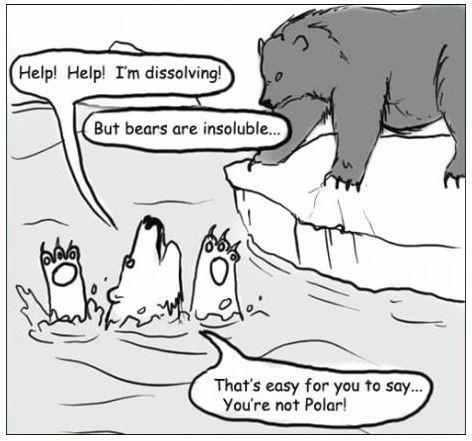 Help!  Help!  I'm dissolving!
But bears are insoluble...
That's easy for you to say...
You're not Polar!